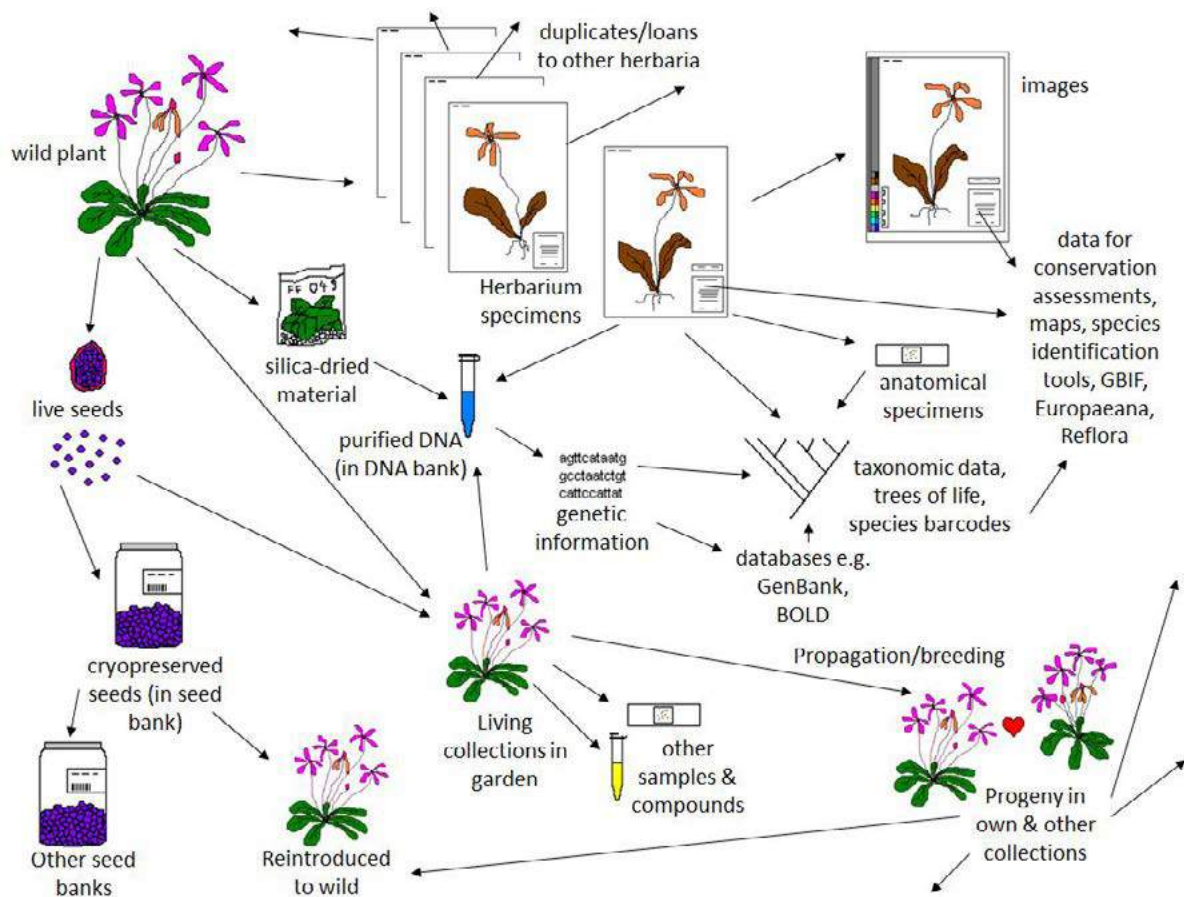 duplicates/loans
to other herbaria
images
wild plant
Herbarium
specimens
data for
conservation
assessments,
maps, species
identification
tools, GBIF,
Europaeana,
Reflora
FF 049
silica-dried
material
anatomical
specimens
live seeds
purified DNA
(in DNA bank)
agttcataatg
gcctaatctgt
cattccattat
genetic
information
taxonomic data,
trees of life,
species barcodes
databases e.g.
GenBank,
BOLD
cryopreserved
seeds (in seed
bank)
Propagation/breeding
Living
collections in
garden
other
samples &
compounds
Progeny in
own & other
collections
Other seed
banks
Reintroduced
to wild